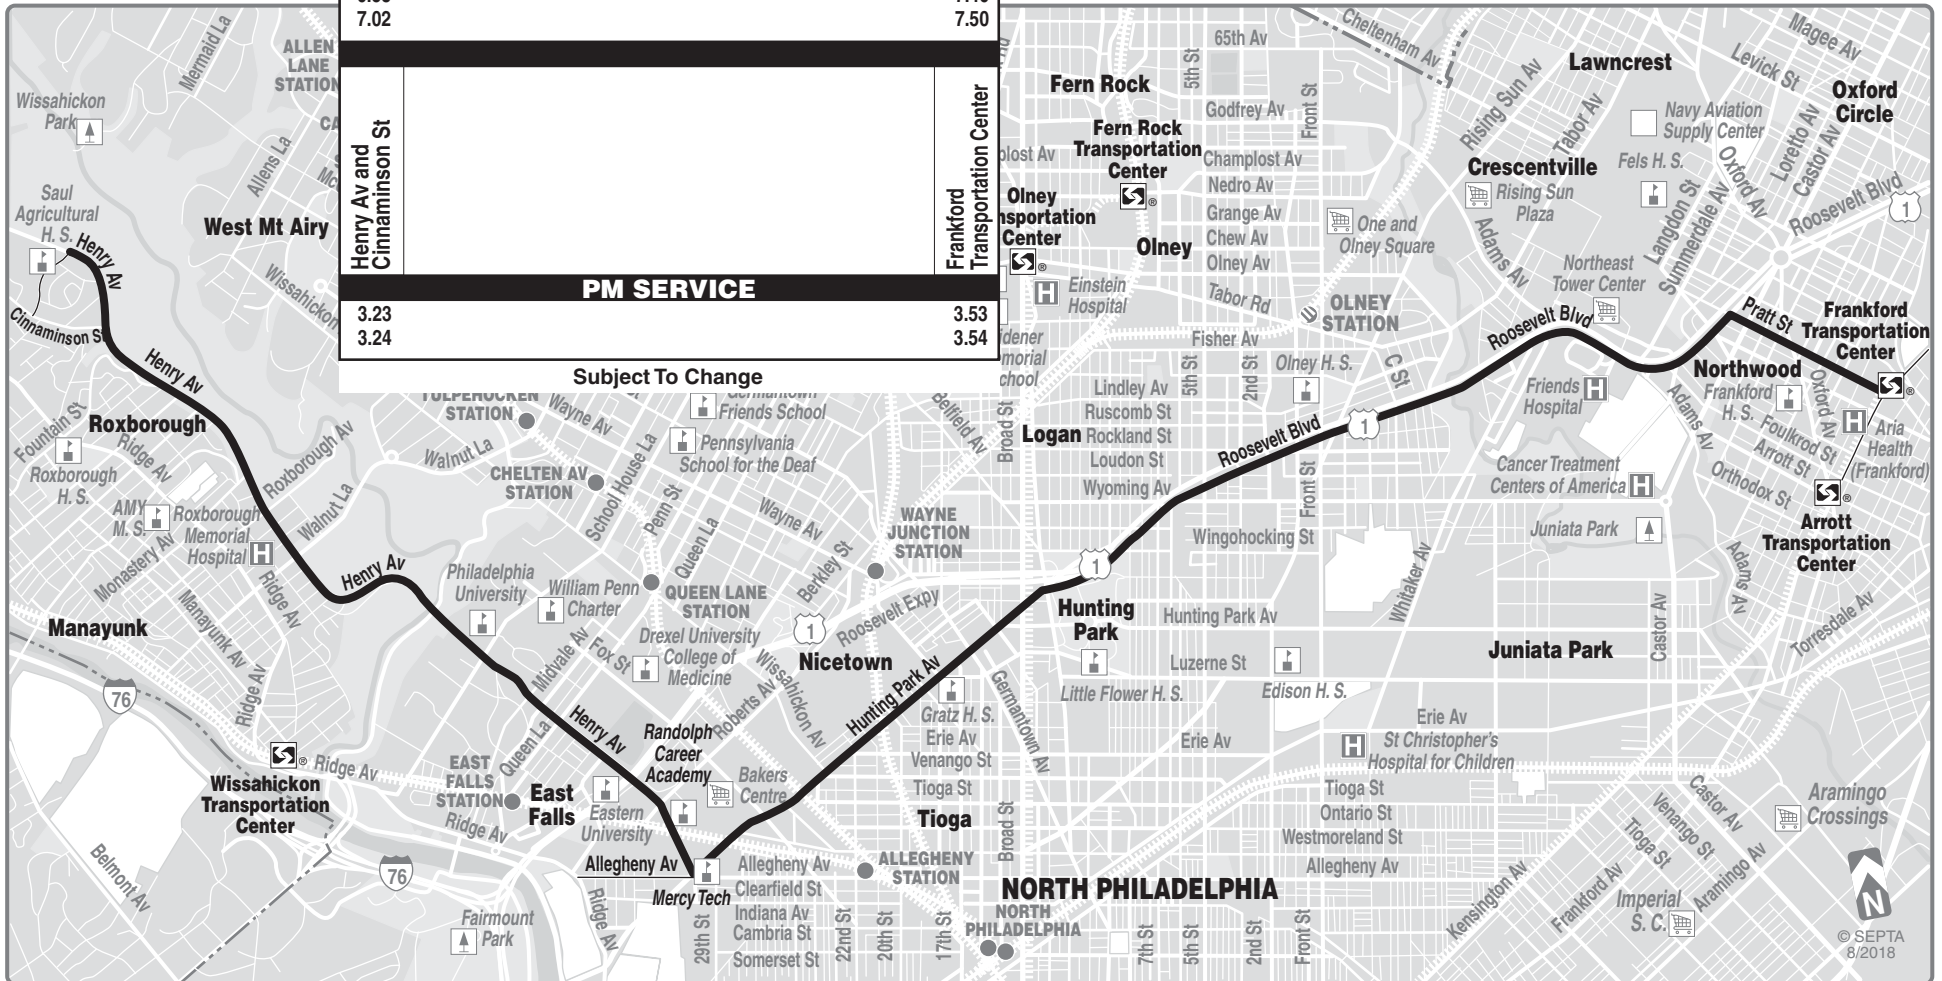 7.02 7.50
Henry Av and
Cinnaminson St
Frankford
Transportation Center
PM SERVICE
3.23 3.53
3.24 3.54
Subject To Change
Mermaid La
ALLEN
LANE
STATION
Wissahickon
Park
Allens La
Saul
Agricultural
H. S.
Henry Av
West Mt Airy
Wissahickon
Cinnaminson St
Henry Av
Fountain St
Roxborough
Ridge Av
Roxborough
H. S.
Roxborough Av
Walnut La
AMY
M. S.
Roxborough
Memorial
Hospital
Monastery Av
Manayunk Av
Ridge Av
Manayunk
Ridge Av
76
Wissahickon
Transportation
Center
Ridge Av
Belmont Av
76
Henry Av
TULPEHOCKEN
STATION
Wayne Av
Walnut La
CHELTEN AV
STATION
School House La
Germantown
Friends School
Pennsylvania
School for the Deaf
Penn St
Queen La
Wayne Av
Berkley St
WAYNE
JUNCTION
STATION
Belfield Av
Philadelphia
University
William Penn
Charter
QUEEN LANE
STATION
Drexel University
College of
Medicine
Midvale Av
Fox St
1
Roosevelt Expy
Nicetown
Wissahickon Av
Roberts Av
Hunting Park Av
Henry Av
Randolph
Career
Academy
Bakers
Centre
Queen La
EAST
FALLS
STATION
Ridge Av
East
Falls
Eastern
University
Allegheny Av
Mercy Tech
Ridge Av
Fairmount
Park
Allegheny Av
Clearfield St
Indiana Av
Cambria St
Somerset St
29th St
22nd St
20th St
17th St
ALLEGHENY
STATION
NORTH PHILADELPHIA
NORTH
PHILADELPHIA
Gratz H. S.
Erie Av
Venango St
Tioga St
Tioga
Germantown Av
Broad St
Broad St
65th Av
5th St
Cheltenham Av
Fern Rock
Godfrey Av
Front St
Fern Rock
Transportation
Center
Champlost Av
Nedro Av
Grange Av
Chew Av
Olney Av
Olney
Center
Olney
Einstein
Hospital
Tabor Rd
One and
Olney Square
OLNEY
STATION
Fisher Av
Olney H. S.
C St
Lindley Av
Ruscomb St
Logan
Rockland St
Loudon St
Wyoming Av
5th St
2nd St
Roosevelt Blvd
1
Front St
Wingohocking St
1
Hunting
Park
Hunting Park Av
Luzerne St
Little Flower H. S.
Edison H. S.
Whitaker Av
Erie Av
Erie Av
St Christopher's
Hospital for Children
Tioga St
Ontario St
Westmoreland St
Allegheny Av
7th St
5th St
2nd St
Front St
Kensington Av
Frankford Av
Lawncrest
Magee Av
Levick St
Oxford
Circle
Rising Sun Av
Tabor Av
Navy Aviation
Supply Center
Loretto Av
Castor Av
Fels H. S.
Oxford Av
Crescentville
Rising Sun
Plaza
Adams Av
Langdon St
Summerdale Av
Roosevelt Blvd
1
Northeast
Tower Center
Roosevelt Blvd
Pratt St
Frankford
Transportation
Center
Northwood
Frankford
H. S.
Friends
Hospital
Oxford Av
Aria
Health
(Frankford)
Adams Av
Foulkrod St
Arrott St
Orthodox St
Cancer Treatment
Centers of America
Arrott
Transportation
Center
Juniata Park
Adams Av
Juniata Park
Castor Av
Torresdale Av
Castor Av
Venango St
Tioga St
Aramingo
Crossings
Aramingo Av
Imperial
S. C.
N
© SEPTA
8/2018